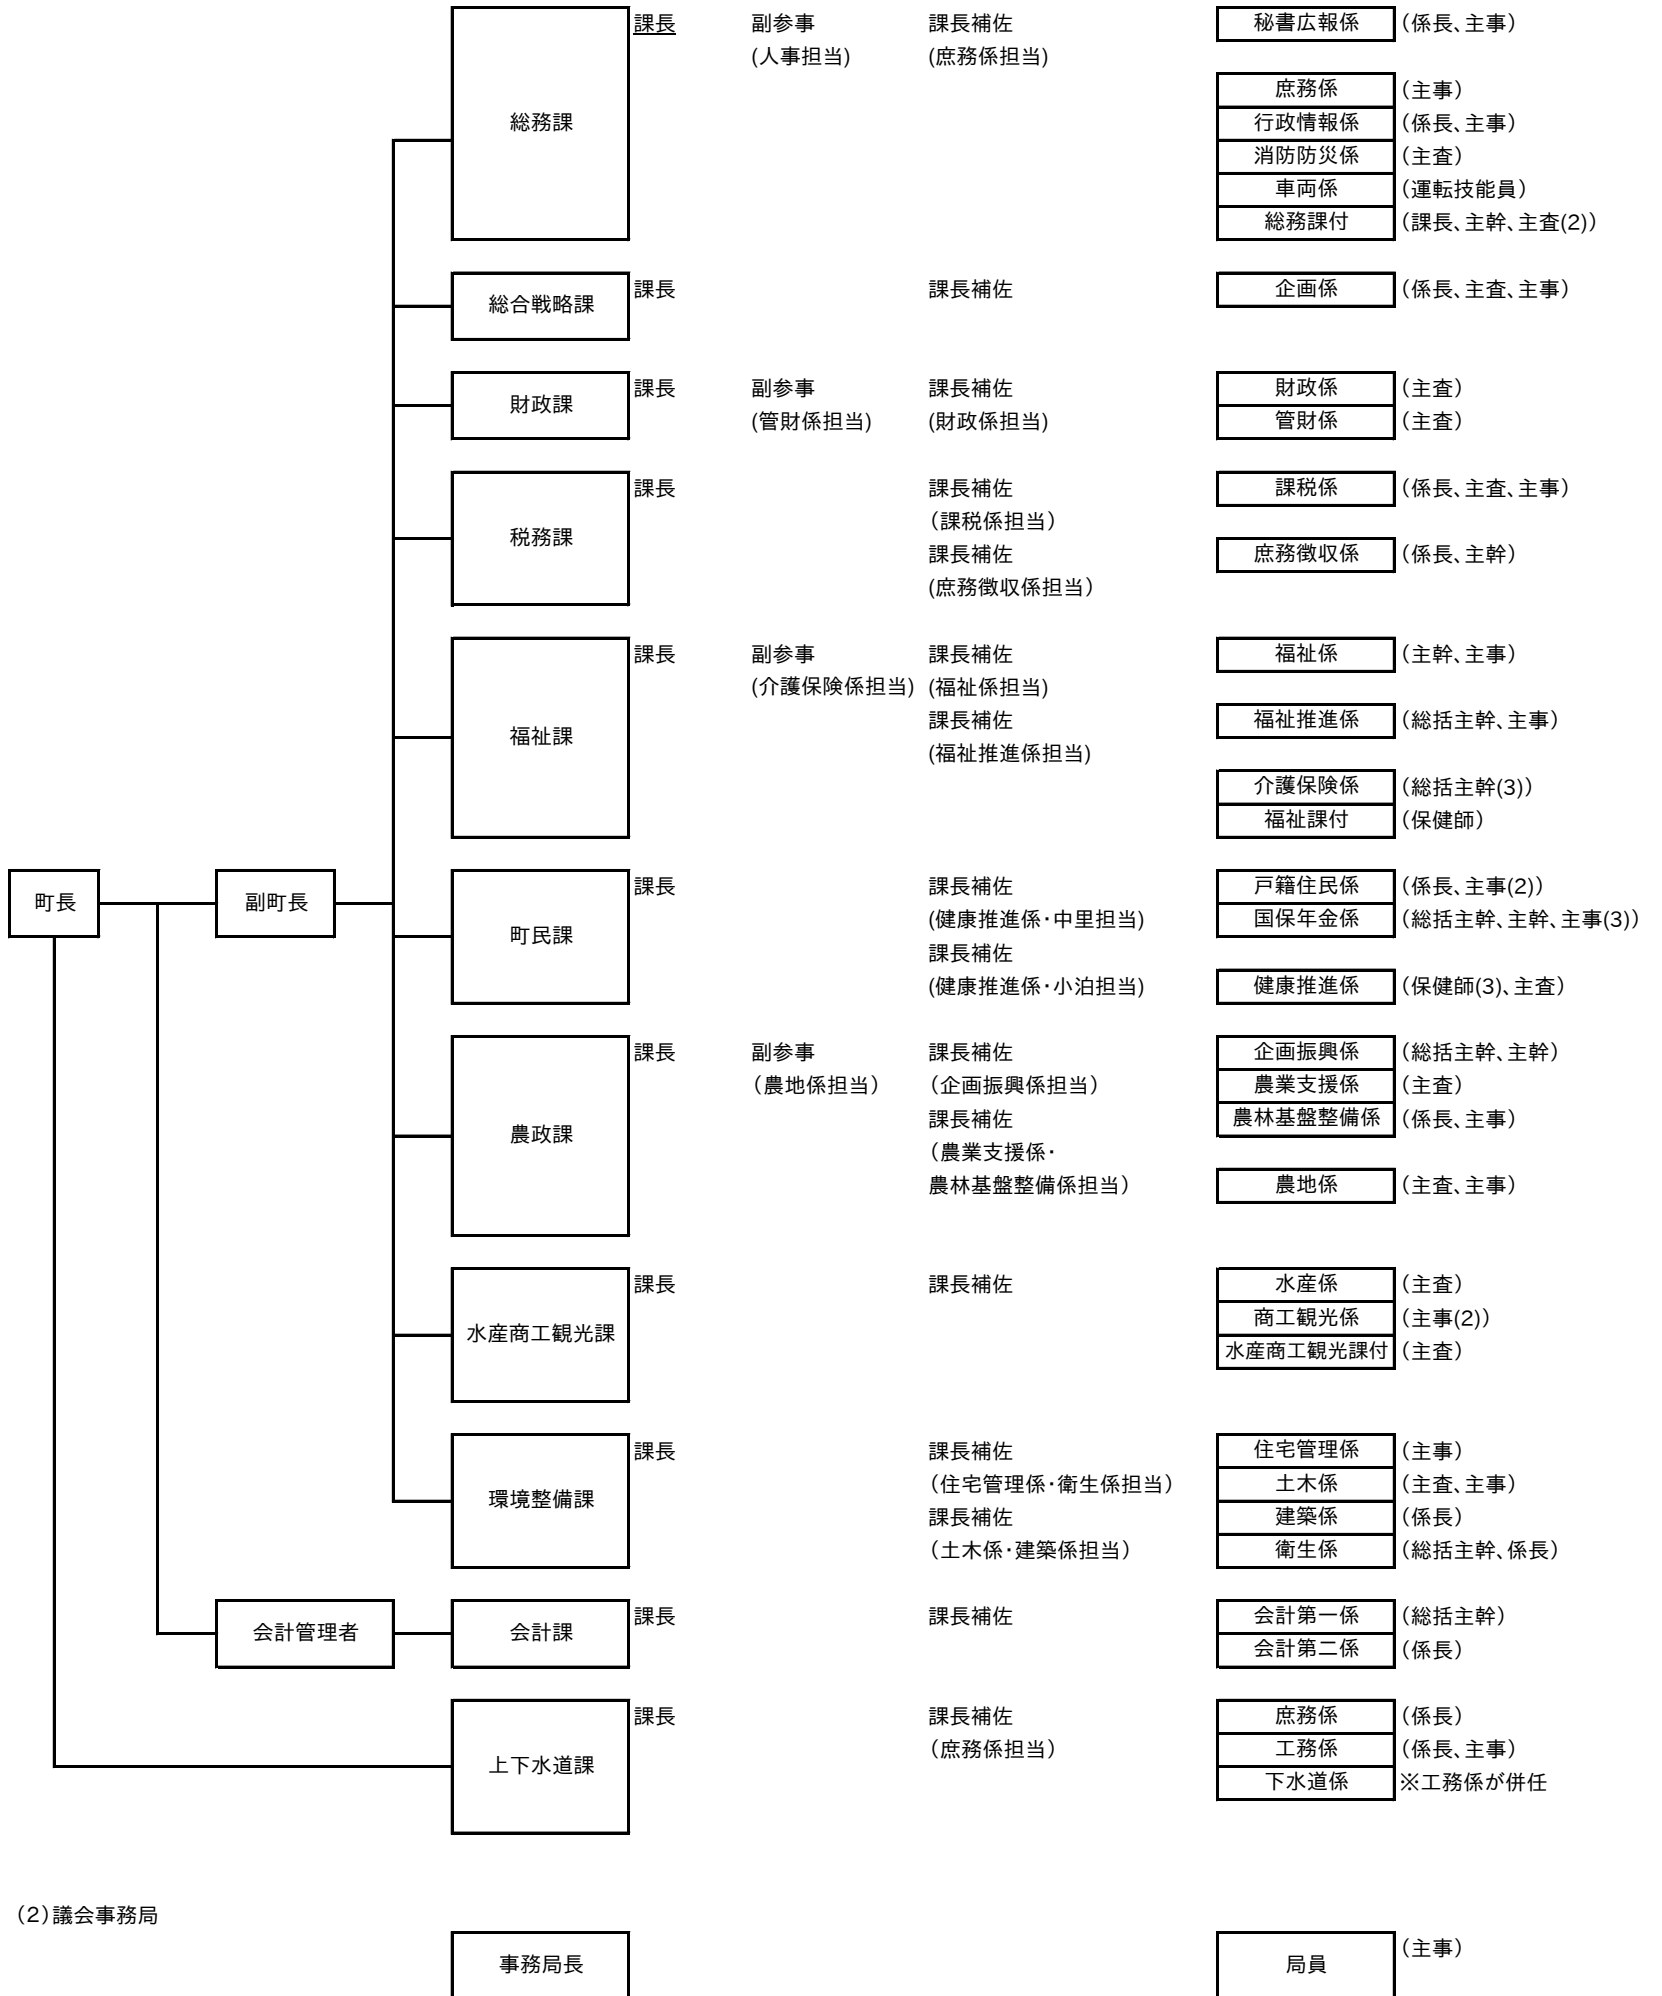 課長 副参事 課長補佐 秘書広報係 （係長、主事）
(人事担当) (庶務係担当)
庶務係 （主事）
総務課 行政情報係 （係長、主事）
消防防災係 （主査）
車両係 （運転技能員）
総務課付 （課長、主幹、主査(2)）
課長 課長補佐 企画係 （係長、主査、主事）
総合戦略課
課長 副参事 課長補佐 財政係 （主査）
財政課
(管財係担当) (財政係担当) 管財係 （主査）
課長 課長補佐 課税係 （係長、主査、主事）
（課税係担当）
税務課
課長補佐 庶務徴収係 （係長、主幹）
(庶務徴収係担当）
課長 副参事 課長補佐 福祉係 （主幹、主事）
(介護保険係担当) (福祉係担当)
課長補佐 福祉推進係 （総括主幹、主事）
福祉課
(福祉推進係担当)
介護保険係 （総括主幹(3)）
福祉課付 （保健師）
課長 課長補佐 戸籍住民係 （係長、主事(2)）
町長 副町長
(健康推進係・中里担当) 国保年金係 （総括主幹、主幹、主事(3)）
町民課
課長補佐
(健康推進係・小泊担当) 健康推進係 （保健師(3)、主査）
課長 副参事 課長補佐 企画振興係 （総括主幹、主幹）
（農地係担当） （企画振興係担当） 農業支援係 （主査）
課長補佐 農林基盤整備係 （係長、主事）
農政課
（農業支援係・
農林基盤整備係担当） 農地係 （主査、主事）
課長 課長補佐 水産係 （主査）
商工観光係 （主事(2)）
水産商工観光課
水産商工観光課付 （主査）
課長 課長補佐 住宅管理係 （主事）
（住宅管理係・衛生係担当） 土木係 （主査、主事）
環境整備課
課長補佐 建築係 （係長）
（土木係・建築係担当） 衛生係 （総括主幹、係長）
課長 課長補佐 会計第一係 （総括主幹）
会計管理者 会計課
会計第二係 （係長）
課長 課長補佐 庶務係 （係長）
（庶務係担当） 工務係 （係長、主事）
上下水道課
下水道係 ※工務係が併任
（2）議会事務局
（主事）
事務局長 局員